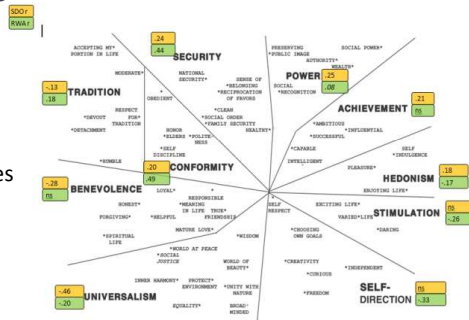 SDO r
RWA r
.24
.44
SECURITY
ACCEPTING MY*
PORTION IN LIFE
MODERATE*
NATIONAL
SECURITY*
*
OBEDIENT
SENSE OF
*BELONGING
*RECIPROCATION
OF FAVORS
*CLEAN
*SOCIAL ORDER
*FAMILY SECURITY
HEALTHY*
PRESERVING
*PUBLIC IMAGE
SOCIAL POWER*
AUTHORITY*
WEALTH*
POWER
.25
.08
*SOCIAL
RECOGNITION
-.13
.18
TRADITION
RESPECT
FOR*
TRADITION
*DEVOUT
*DETACHMENT
HONOR
*ELDERS
*POLITE-
NESS
*SELF
DISCIPLINE
*HUMBLE
ACHIEVEMENT
.21
ns
*AMBITIOUS
*INFLUENTIAL
*SUCCESSFUL
*CAPABLE
INTELLIGENT
.20
.49
CONFORMITY
es
-.28
ns
BENEVOLENCE
LOYAL*
*
RESPONSIBLE
HONEST*
*MEANING
IN LIFE
TRUE*
FRIENDSHIP
FORGIVING*
*HELPFUL
MATURE LOVE*
*SPIRITUAL
LIFE
SELF
INDULGENCE
PLEASURE*
HEDONISM
.18
-.17
ENJOYING LIFE*
*
SELF
RESPECT
EXCITING LIFE*
STIMULATION
ns
-.26
VARIED*LIFE
*DARING
*CHOOSING
OWN GOALS
*WISDOM
*WORLD AT PEACE
*SOCIAL
JUSTICE
WORLD OF
BEAUTY*
INNER HARMONY*
PROTECT*
ENVIRONMENT
*UNITY WITH
NATURE
EQUALITY*
BROAD-
MINDED
-.46
-.20
UNIVERSALISM
*CREATIVITY
*CURIOUS
*INDEPENDENT
*FREEDOM
SELF-
DIRECTION
ns
-.33